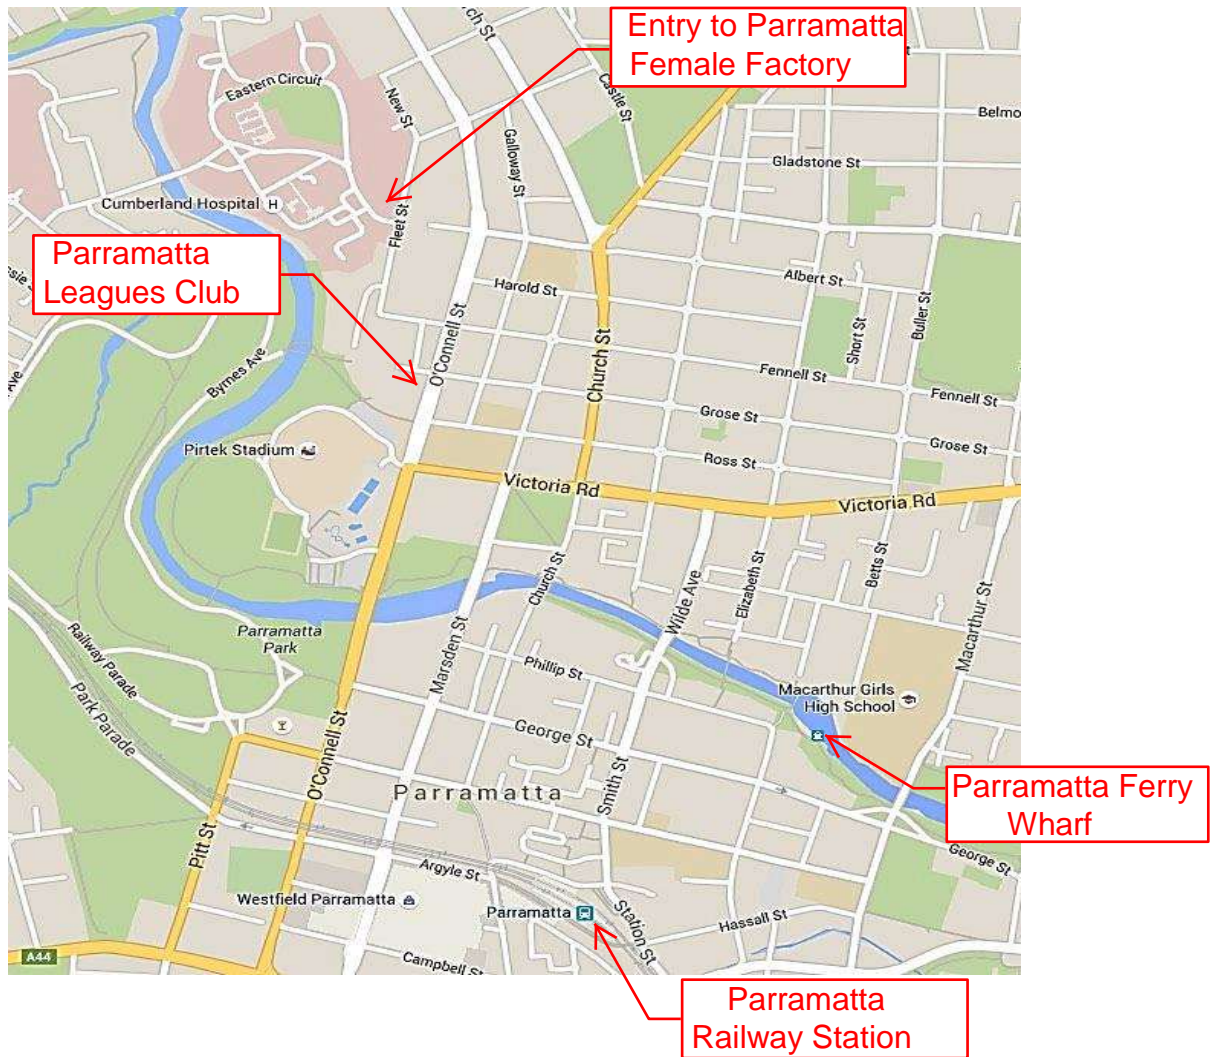 Entry to Parramatta
Female Factory
ch St
Eastern Circuit
New St
Castle St
St
Belmo
Galloway St
Gladstone St
Cumberland Hospital H
Fleet St
Parramatta
Leagues Club
Albert St
Harold St
O'Connell St
Short St
Buller St
Byrnes Ave
Ave
Church St
Fennell St
Fennell St
Grose St
Grose St
Pirtek Stadium
Ross St
Victoria Rd
Victoria Rd
Church St
Wilde Ave
Elizabeth St
Betts St
Macarthur St
Parramatta
Park
Railway Parade
Park Parade
Marsden St
Phillip St
Macarthur Girls
High School
George St
O'Connell St
Parramatta
Smith St
Parramatta Ferry
Wharf
Pitt St
Argyle St
George St
Westfield Parramatta
Parramatta
Station St
Hassall St
A44
Campbell St
Parramatta
Railway Station